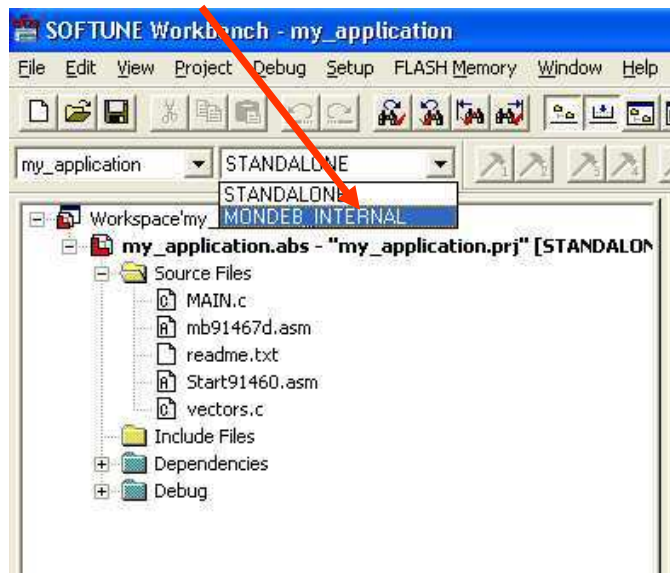 SOFTUNE Workbench - my_application
File Edit View Project Debug Setup FLASH Memory Window Help
my_application STANDALONE
STANDALONE
MONDEB_INTERNAL
Workspace'my_
my_application.abs - "my_application.prj" [STANDALON
Source Files
MAIN.c
mb91467d.asm
readme.txt
Start91460.asm
vectors.c
Include Files
Dependencies
Debug